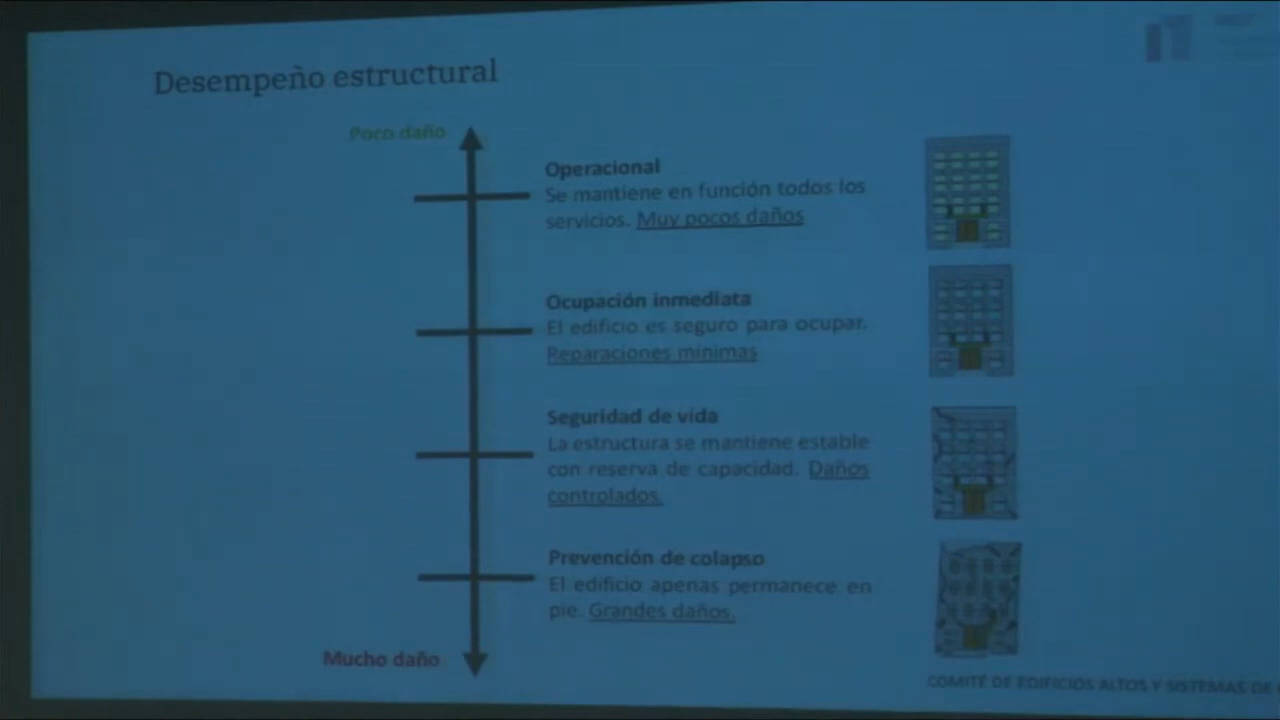 Desempeño estructural
Poco daño
Operacional
Se mantiene en función todos los
servicios. Muy pocos daños
Ocupación inmediata
El edificio es seguro para ocupar.
Reparaciones mínimas
Seguridad de vida
La estructura se mantiene estable
con reserva de capacidad. Daños
controlados.
Prevención de colapso
El edificio apenas permanece en
pie. Grandes daños.
Mucho daño
COMITÉ DE EDIFICIOS ALTOS Y SISTEMAS DE